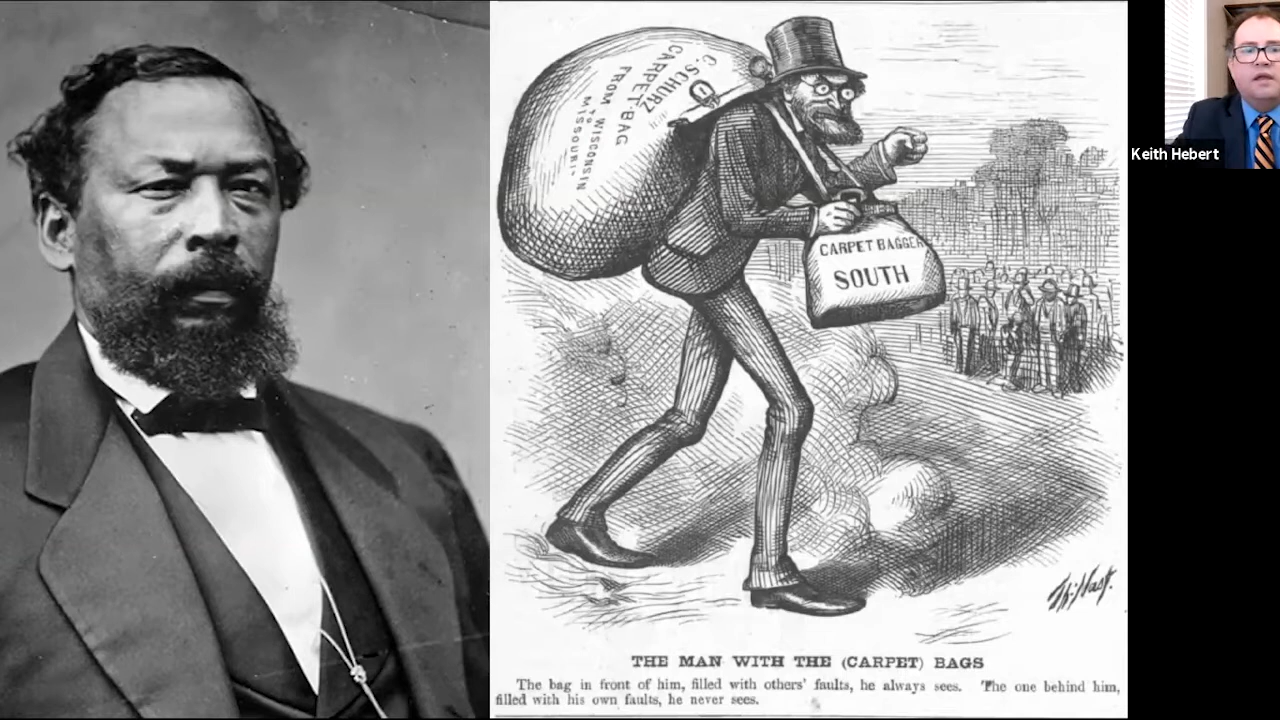 C. SCHURZ
CARPET-BAG
FROM WISCONSIN
TO
MISSOURI-
CARPET BAGGER
SOUTH
Th: Nast.
THE MAN WITH THE (CARPET) BAGS
The bag in front of him, filled with others' faults, he always sees. The one behind him,
filled with his own faults, he never sees.
Keith Hebert